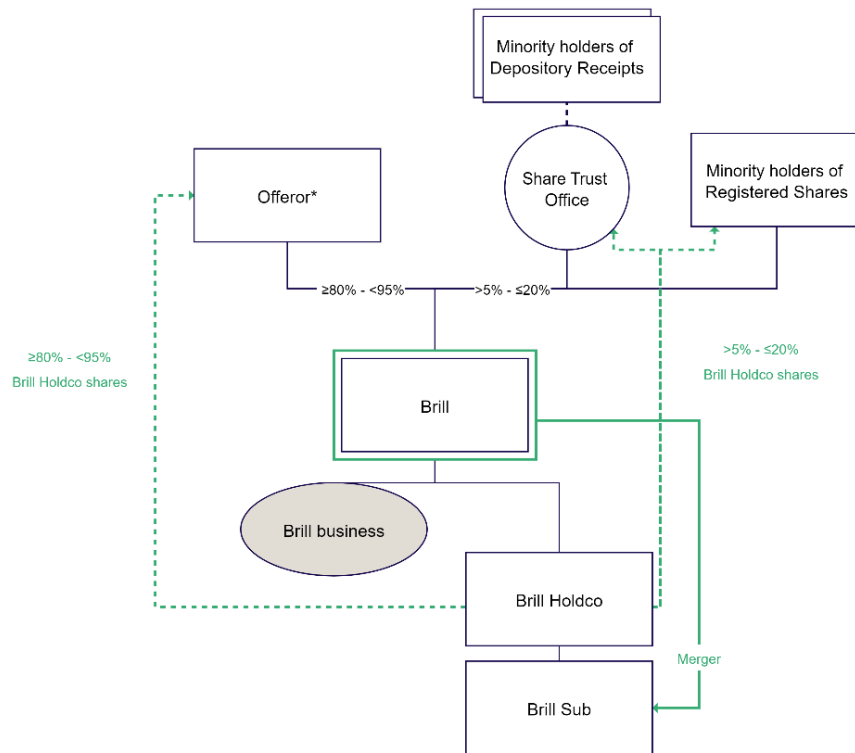 Minority holders of
Depository Receipts
Offeror*
Share Trust
Office
Minority holders of
Registered Shares
≥80% - <95%
>5% - ≤20%
≥80% - <95%
Brill Holdco shares
>5% - ≤20%
Brill Holdco shares
Brill
Brill business
Brill Holdco
Merger
Brill Sub